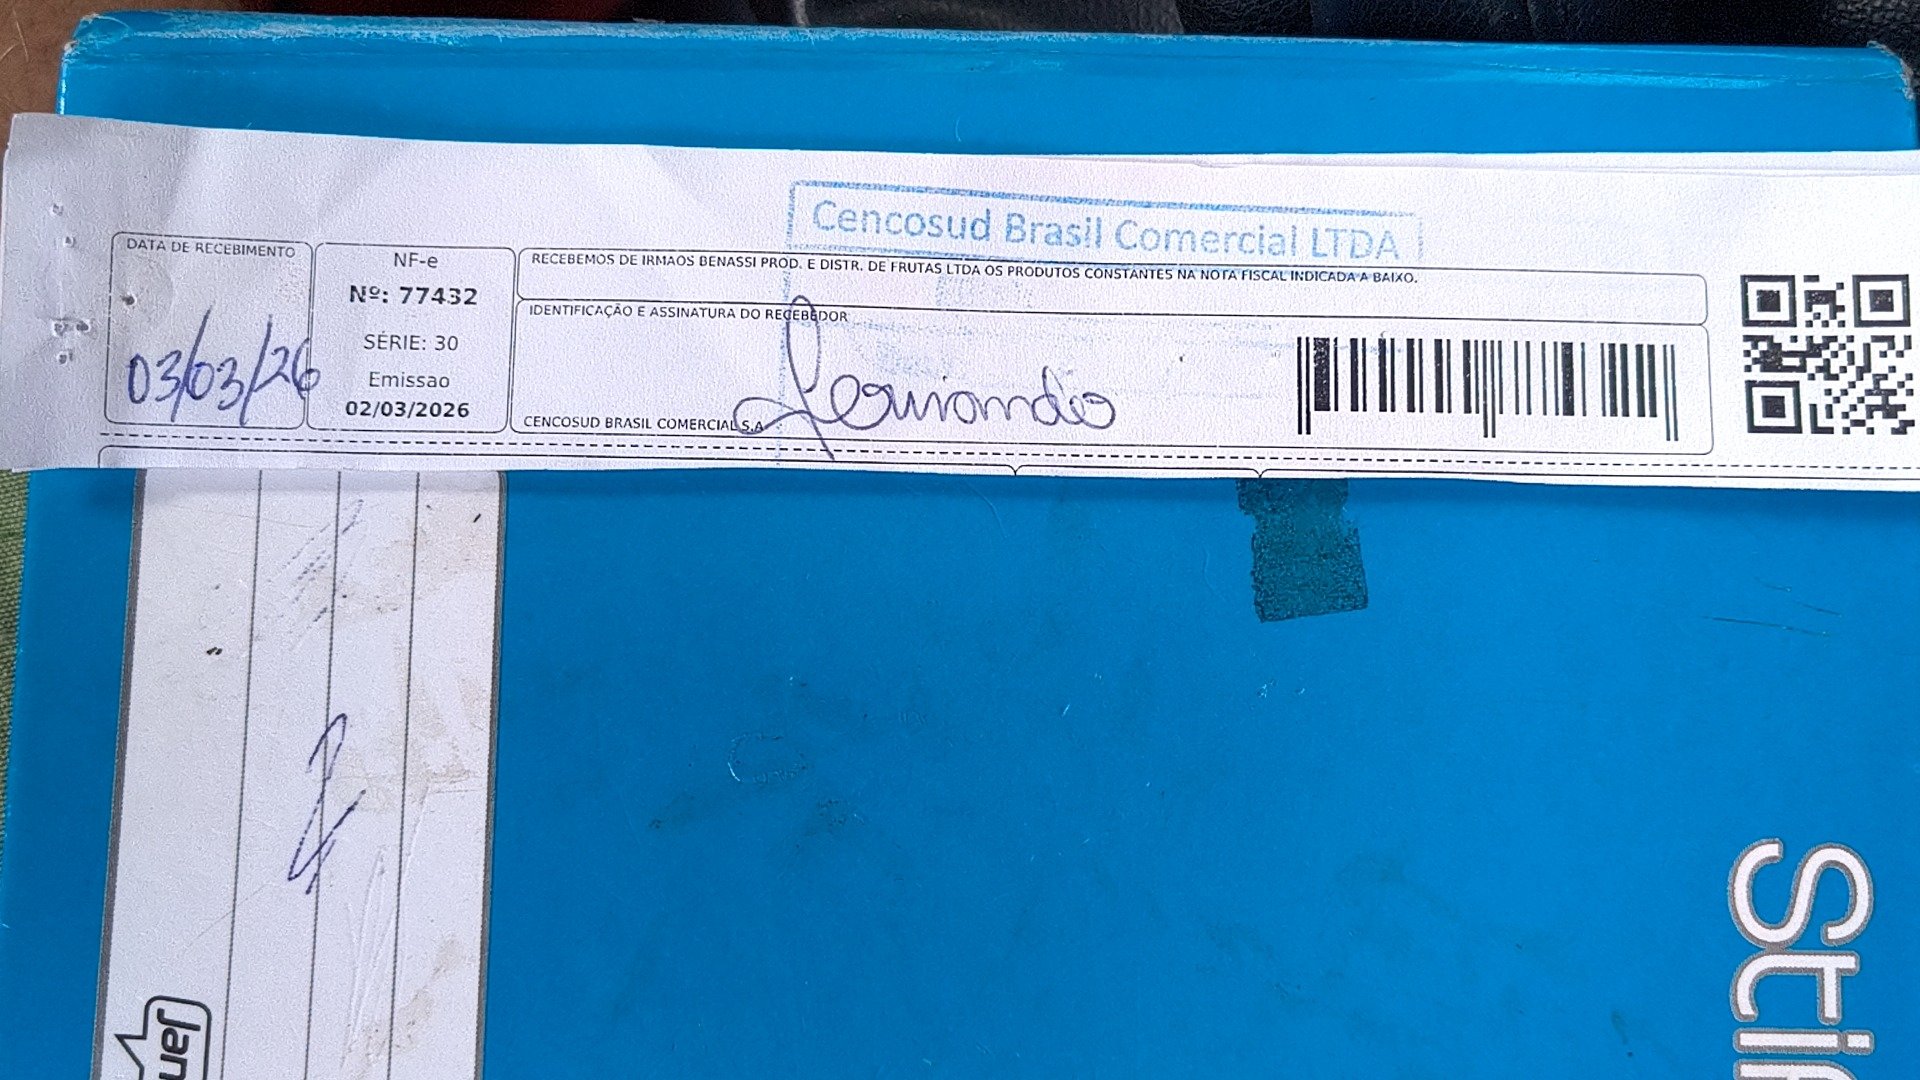 Cencosud Brasil Comercial LTDA
DATA DE RECEBIMENTO
03/03/26
NF-e
Nº: 77432
SÉRIE: 30
Emissao
02/03/2026
RECEBEMOS DE IRMAOS BENASSI PROD. E DISTR. DE FRUTAS LTDA OS PRODUTOS CONSTANTES NA NOTA FISCAL INDICADA A BAIXO.
IDENTIFICAÇÃO E ASSINATURA DO RECEBEDOR
Fernando
CENCOSUD BRASIL COMERCIAL S.A